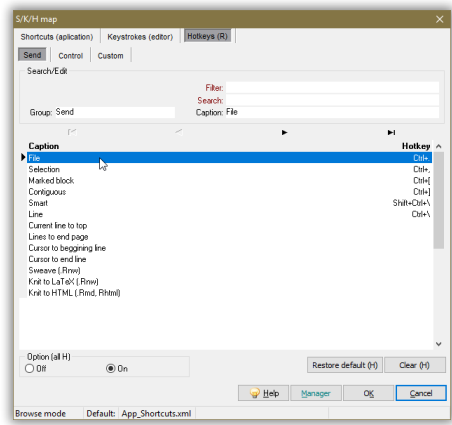 S/K/H map
Shortcuts (aplication) Keystrokes (editor) Hotkeys (R)
Send Control Custom
Search/Edit
Filter:
Search:
Group: Send Caption: File
Caption Hotkey
File Ctrl+.
Selection Ctrl+,
Marked block Ctrl+[
Contiguous Ctrl+]
Smart Shift+Ctrl+\
Line Ctrl+\
Current line to top
Lines to end page
Cursor to beggining line
Cursor to end line
Sweave (.Rnw)
Knit to LaTeX (.Rnw)
Knit to HTML (.Rmd, Rhtml)
Option (all H)
Off On
Restore default (H) Clear (H)
Help Manager OK Cancel
Browse mode Default: App_Shortcuts.xml